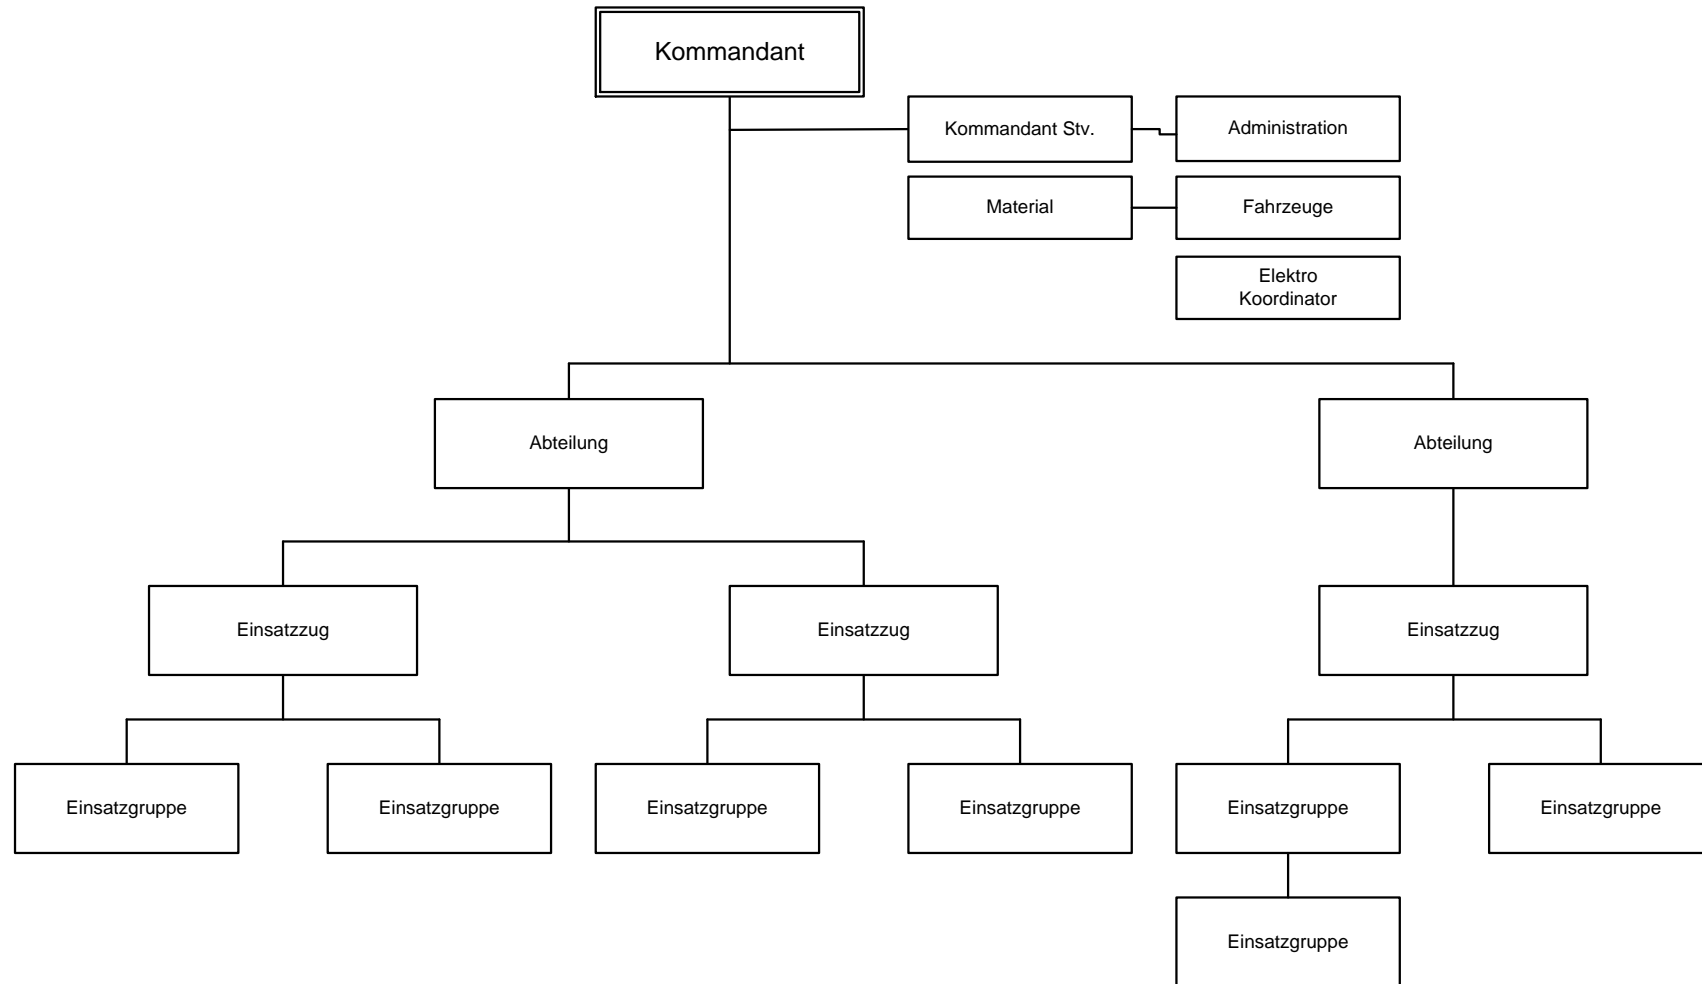 Kommandant
Kommandant Stv.
Administration
Material
Fahrzeuge
Elektro
Koordinator
Abteilung
Abteilung
Einsatzzug
Einsatzzug
Einsatzzug
Einsatzgruppe
Einsatzgruppe
Einsatzgruppe
Einsatzgruppe
Einsatzgruppe
Einsatzgruppe
Einsatzgruppe